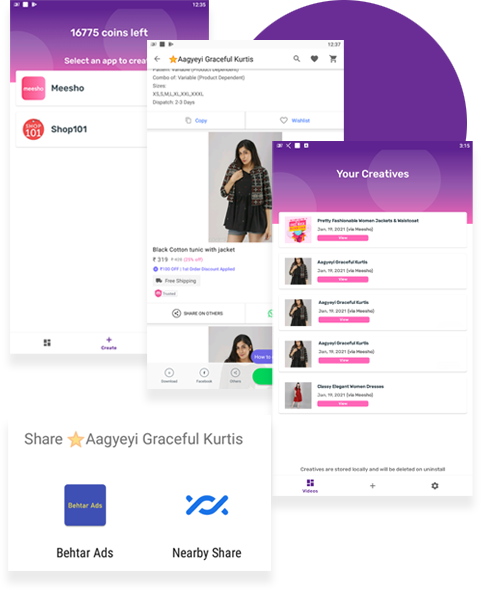 12:35
16775 coins left
Select an app to crea
meesho
Meesho
SHOP
101
Shop101
Create
12:37
⭐Aagyeyi Graceful Kurtis
Pattern: Variable (Product Dependent)
Combo of: Variable (Product Dependent)
Sizes:
XS,S,M,L,XL,XXL,XXXL
Dispatch: 2-3 Days
Copy
Wishlist
Black Cotton tunic with jacket
₹ 319
(23% off)
₹100 OFF | 1st Order Discount Applied
Free Shipping
Trusted
SHARE ON OTHERS
How to
Download
Facebook
Others
3:15
Your Creatives
Pretty Fashionable Women Jackets & Waistcoat
Jan, 19, 2021 (via Meesho)
View
Aagyeyi Graceful Kurtis
Jan, 19, 2021 (via Meesho)
View
Aagyeyi Graceful Kurtis
Jan, 19, 2021 (via Meesho)
View
Aagyeyi Graceful Kurtis
Jan, 19, 2021 (via Meesho)
View
Classy Elegant Women Dresses
Jan, 19, 2021 (via Meesho)
View
Creatives are stored locally and will be deleted on uninstall
Videos
Share ⭐Aagyeyi Graceful Kurtis
Behtar Ads
Behtar Ads
Nearby Share